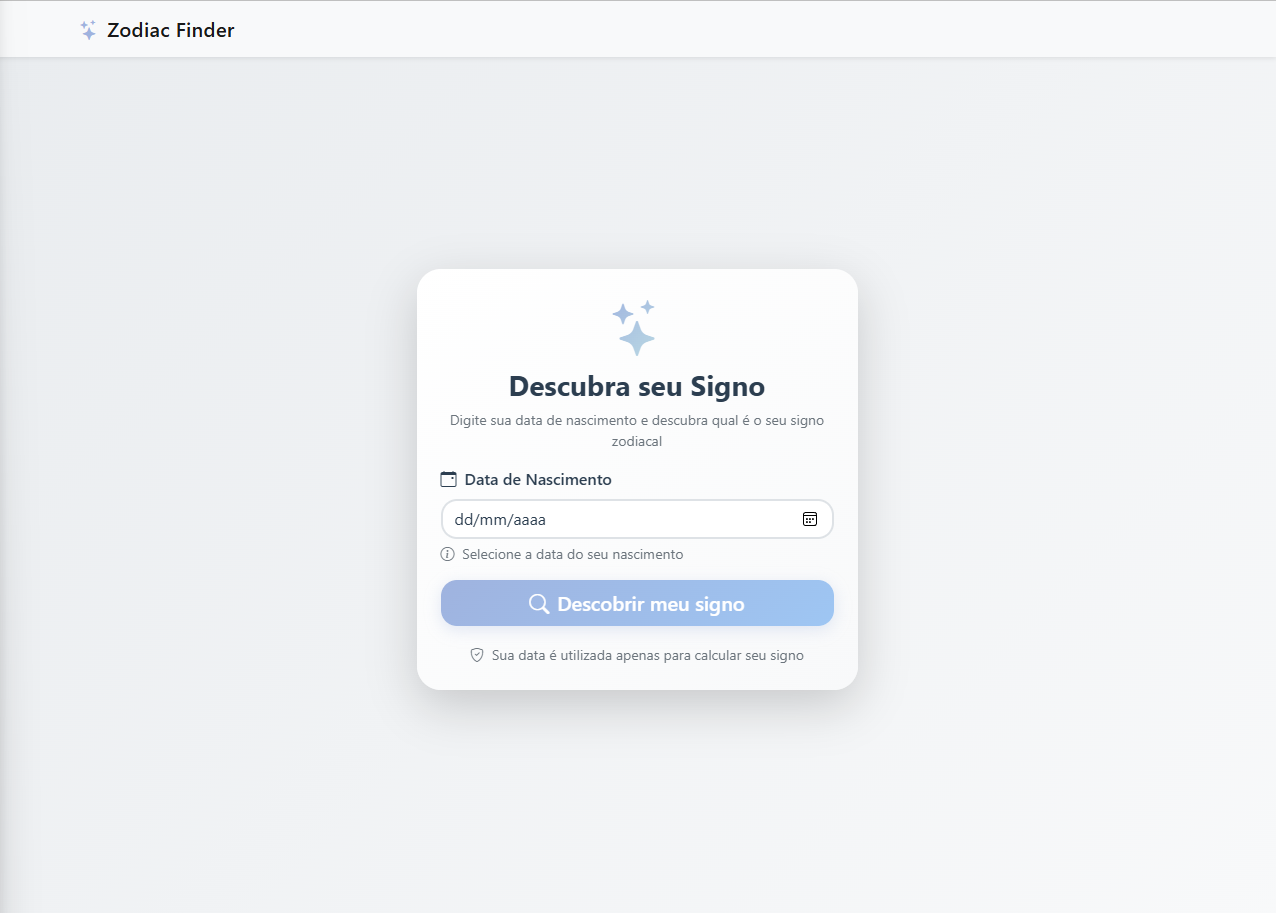 Zodiac Finder
Descubra seu Signo
Digite sua data de nascimento e descubra qual é o seu signo
zodiacal
Data de Nascimento
dd/mm/aaaa
Selecione a data do seu nascimento
Descobrir meu signo
Sua data é utilizada apenas para calcular seu signo